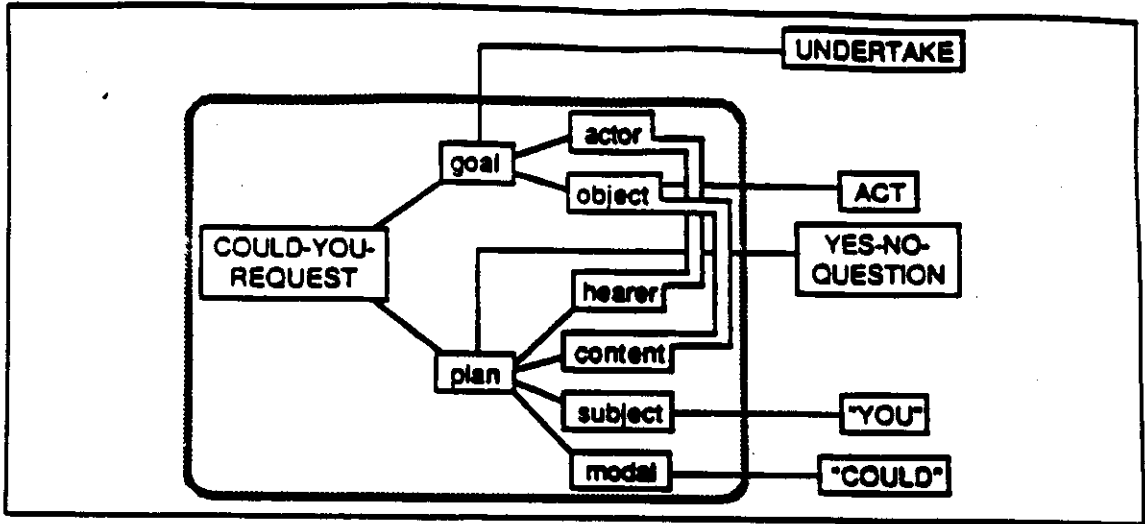 UNDERTAKE
actor
goal
object
ACT
COULD-YOU-
REQUEST
YES-NO-
QUESTION
hearer
content
plan
subject
"YOU"
modal
"COULD"